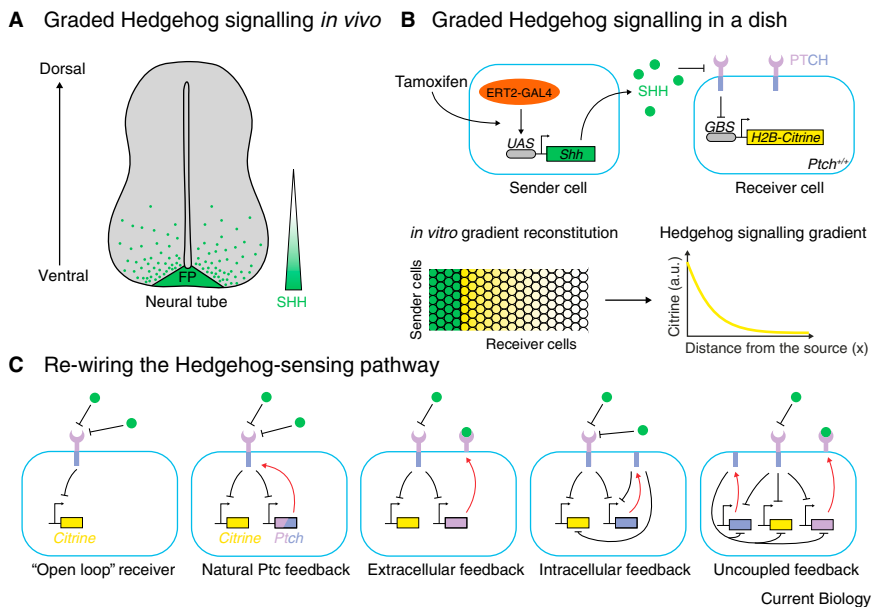 A Graded Hedgehog signalling in vivo
Dorsal
Ventral
FP
Neural tube
SHH
B Graded Hedgehog signalling in a dish
Tamoxifen
ERT2-GAL4
UAS
Shh
Sender cell
SHH
PTCH
GBS
H2B-Citrine
Ptch+/+
Receiver cell
in vitro gradient reconstitution
Sender cells
Receiver cells
Hedgehog signalling gradient
Citrine (a.u.)
Distance from the source (x)
C Re-wiring the Hedgehog-sensing pathway
Citrine
"Open loop" receiver
Citrine Ptch
Natural Ptc feedback
Extracellular feedback
Intracellular feedback
Uncoupled feedback
Current Biology